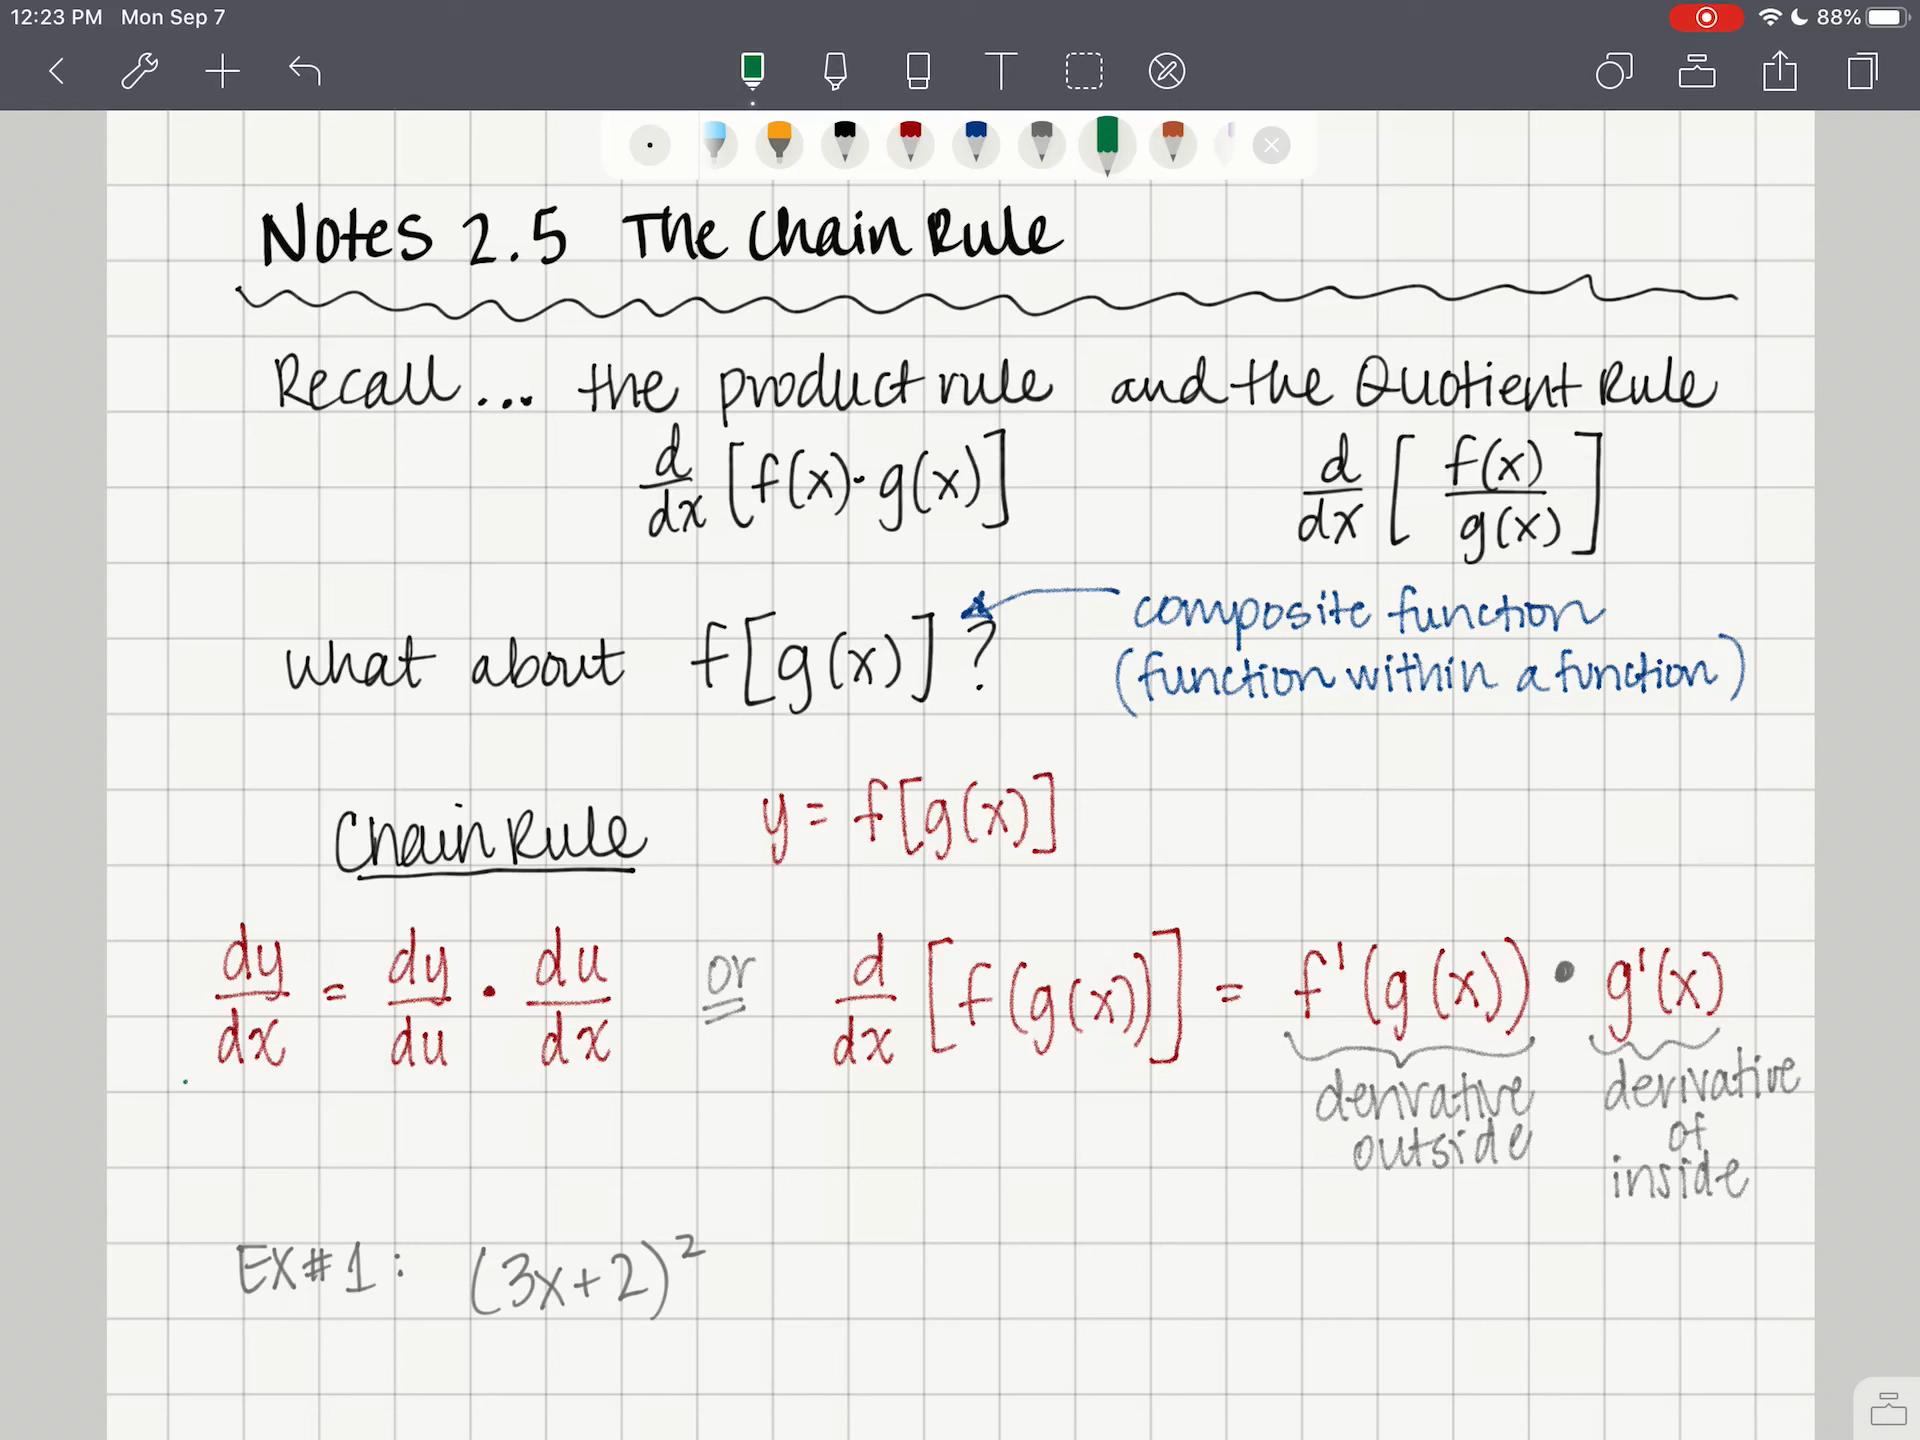 12:23 PM Mon Sep 7 88%
Notes 2.5 The Chain Rule
Recall... the product rule and the Quotient Rule
d/dx [f(x)·g(x)] d/dx [f(x)/g(x)]
what about f[g(x)]? composite function
(function within a function)
Chain Rule y = f[g(x)]
dy/dx = dy/du · du/dx or d/dx [f(g(x))] = f'(g(x)) · g'(x)
derivative outside
derivative of inside
EX#1: (3x+2)²